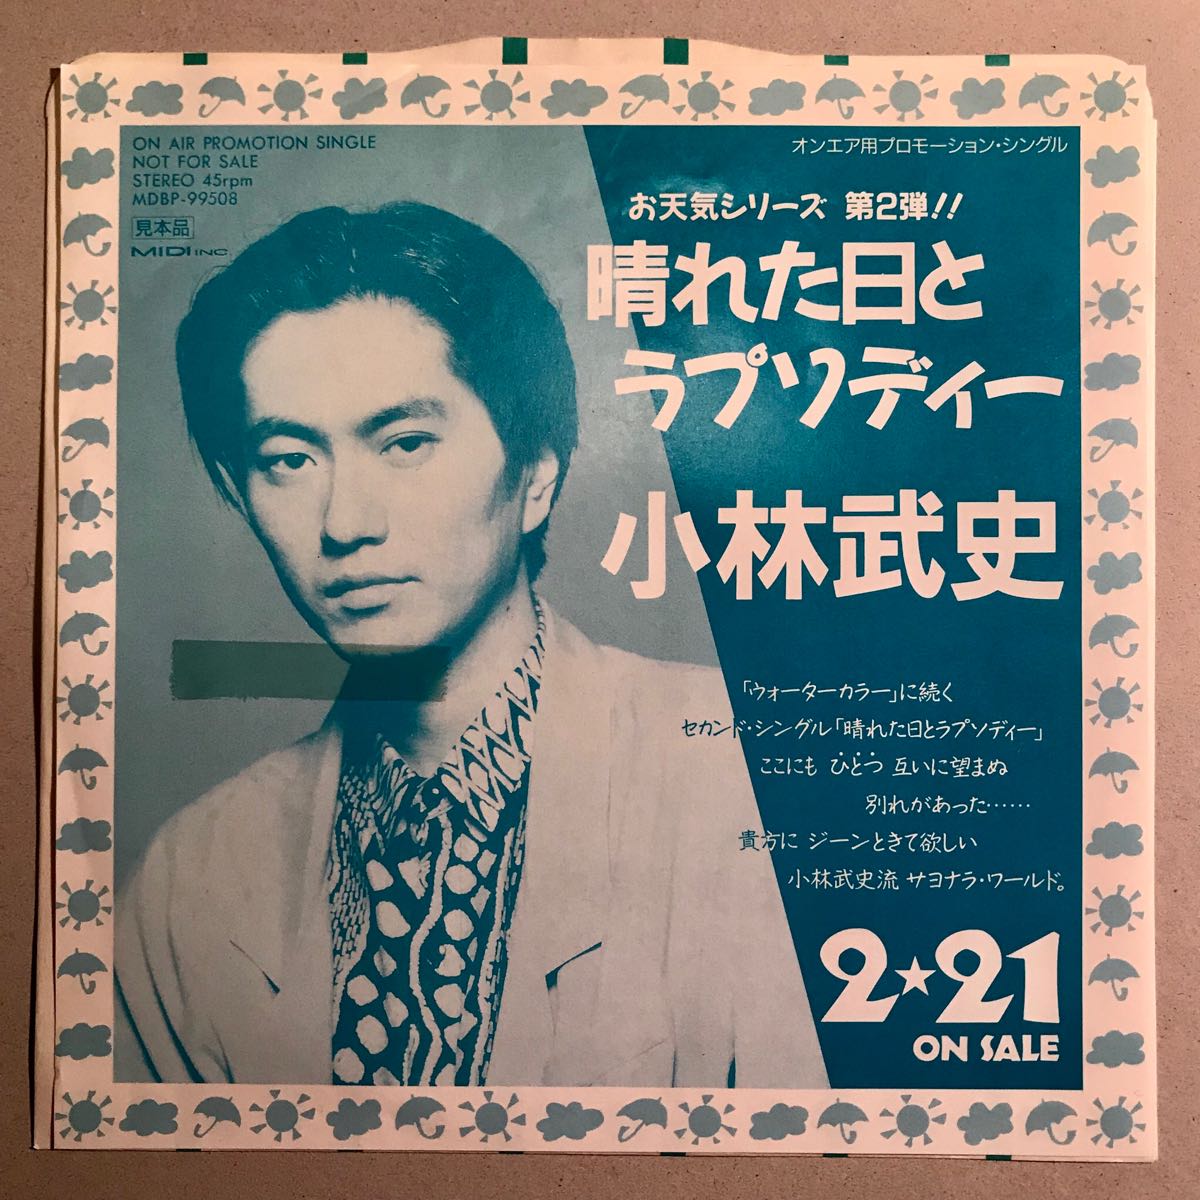 ON AIR PROMOTION SINGLE
NOT FOR SALE
STEREO 45rpm
MDBP-99508
見本品
MIDI INC.
オンエア用プロモーション・シングル
お天気シリーズ 第2弾!!
晴れた日と
ラプソディー
小林武史
「ウォーターカラー」に続く
セカンド・シングル「晴れた日とラプソディー」
ここにも ひとつ 互いに望まぬ
別れがあった……
貴方に ジーンときて欲しい
小林武史流 サヨナラ・ワールド。
2★21
ON SALE